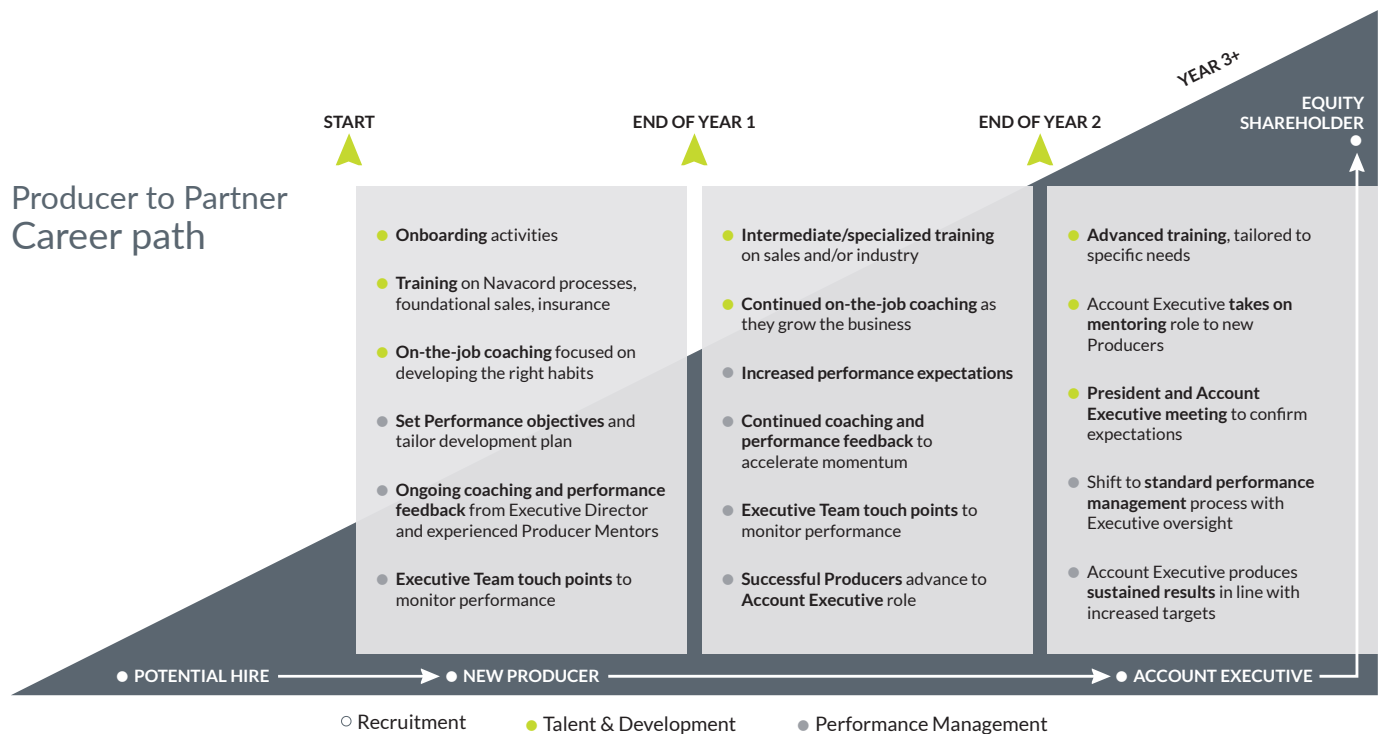 Producer to Partner
Career path
START
END OF YEAR 1
END OF YEAR 2
YEAR 3+
EQUITY
SHAREHOLDER
Onboarding activities
Training on Navacord processes,
foundational sales, insurance
On-the-job coaching focused on
developing the right habits
Set Performance objectives and
tailor development plan
Ongoing coaching and performance
feedback from Executive Director
and experienced Producer Mentors
Executive Team touch points to
monitor performance
Intermediate/specialized training
on sales and/or industry
Continued on-the-job coaching as
they grow the business
Increased performance expectations
Continued coaching and
performance feedback to
accelerate momentum
Executive Team touch points to
monitor performance
Successful Producers advance to
Account Executive role
Advanced training, tailored to
specific needs
Account Executive takes on
mentoring role to new
Producers
President and Account
Executive meeting to confirm
expectations
Shift to standard performance
management process with
Executive oversight
Account Executive produces
sustained results in line with
increased targets
POTENTIAL HIRE
NEW PRODUCER
ACCOUNT EXECUTIVE
Recruitment
Talent & Development
Performance Management